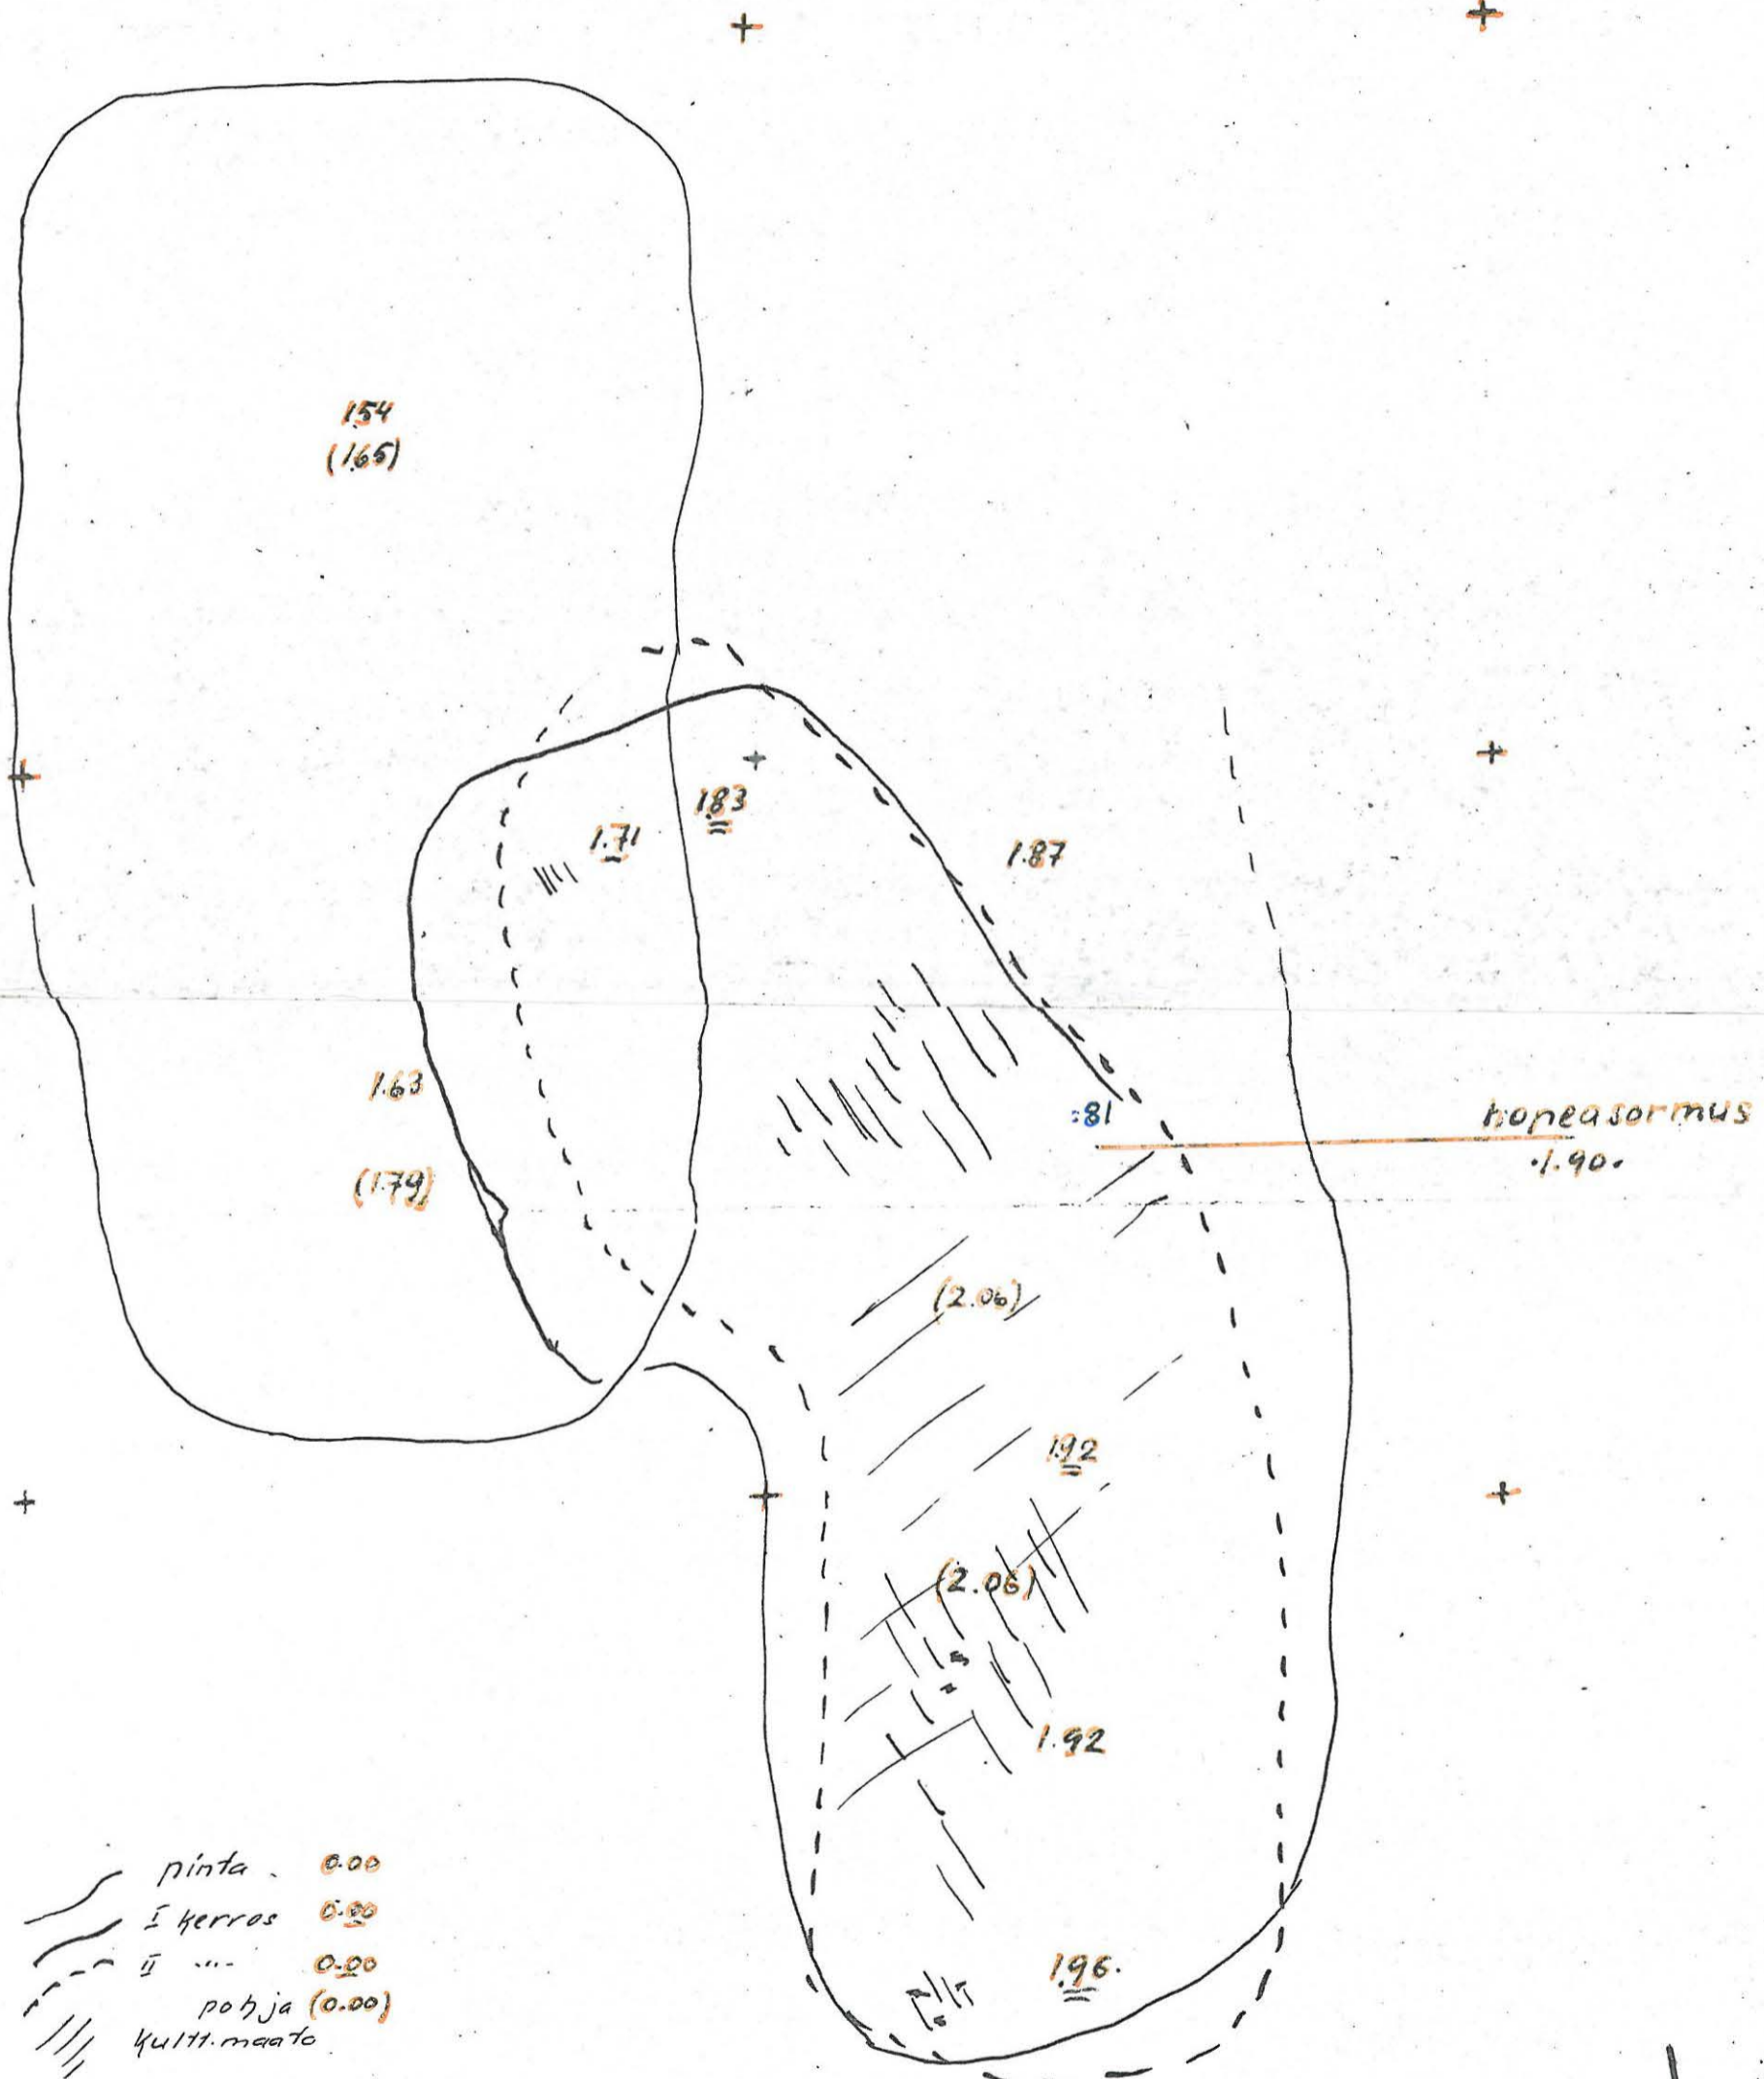 1.54
(1.65)
1.83
1.71
1.87
1.63
:81
hopeasormus
1.90
(1.79)
(2.06)
1.92
(2.06)
1.92
1.96
pinta 0.00
I kerros 0.00
II -"- 0.00
pohja (0.00)
kultt.maata